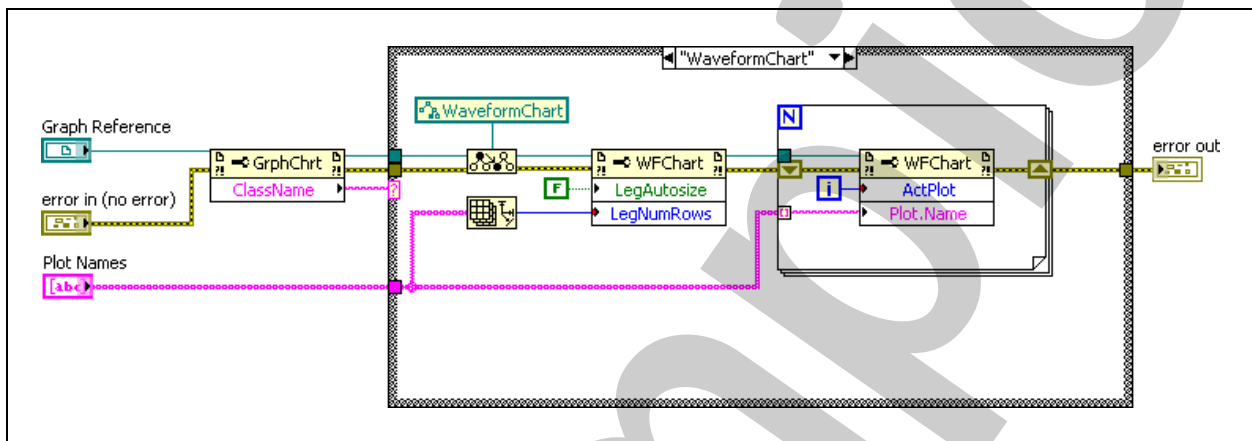 "WaveformChart"
WaveformChart
Graph Reference
N
GrphChrt
WFChart
WFChart
error out
ClassName
?
F
LegAutosize
i
ActPlot
error in (no error)
LegNumRows
Plot.Name
Plot Names
[abc]